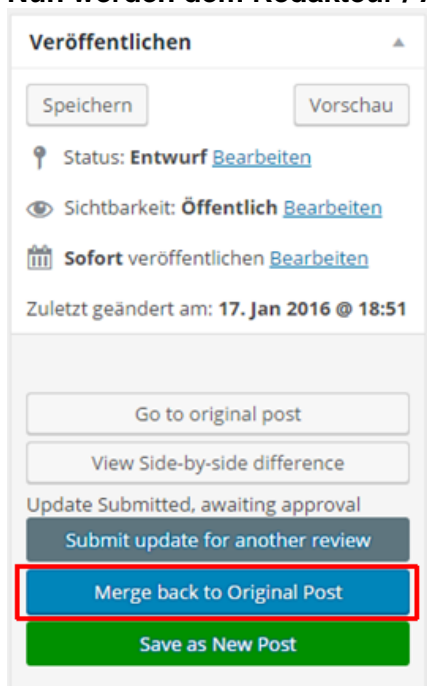 Veröffentlichen
Speichern Vorschau
Status: Entwurf Bearbeiten
Sichtbarkeit: Öffentlich Bearbeiten
Sofort veröffentlichen Bearbeiten
Zuletzt geändert am: 17. Jan 2016 @ 18:51
Go to original post
View Side-by-side difference
Update Submitted, awaiting approval
Submit update for another review
Merge back to Original Post
Save as New Post